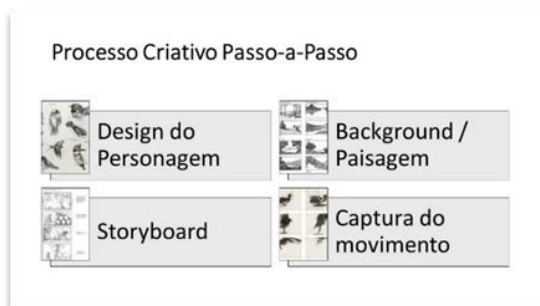 Processo Criativo Passo-a-Passo
Design do
Personagem
Background /
Paisagem
Storyboard
Captura do
movimento